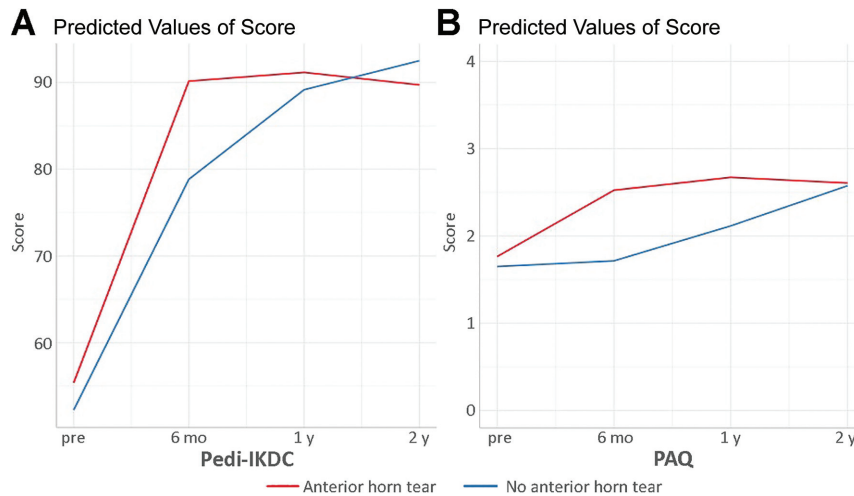 A Predicted Values of Score
90
80
70
60
Score
pre 6 mo 1 y 2 y
Pedi-IKDC
B Predicted Values of Score
4
3
2
1
0
Score
pre 6 mo 1 y 2 y
PAQ
Anterior horn tear No anterior horn tear